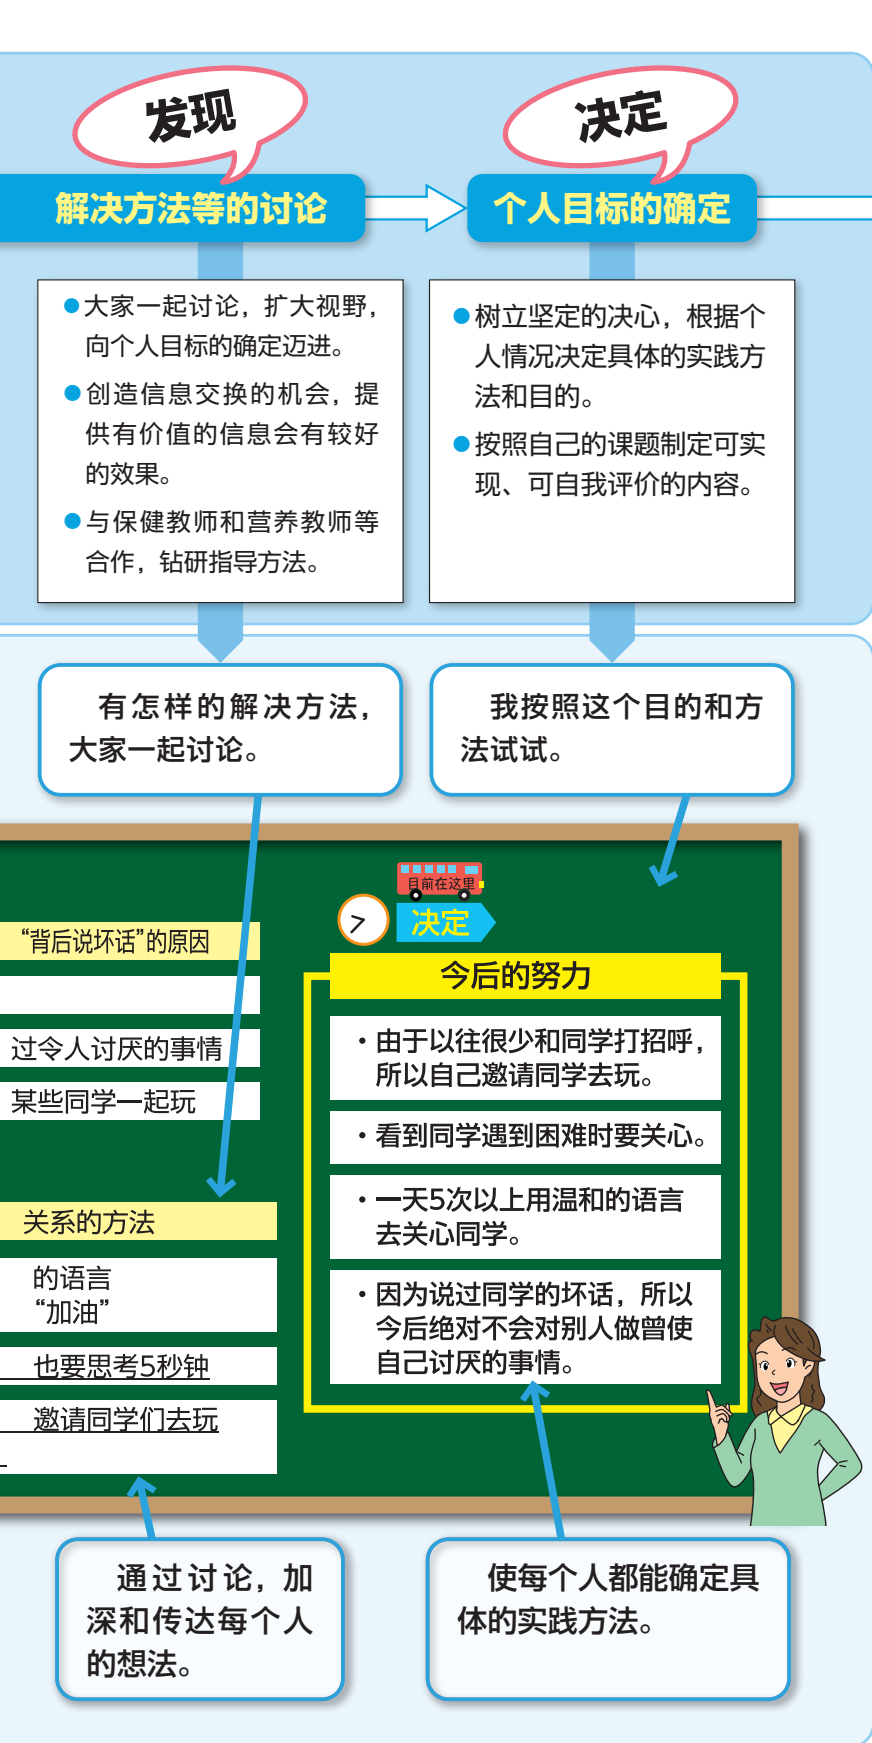 发现
决定
解决方法等的讨论
个人目标的确定
●大家一起讨论，扩大视野，
向个人目标的确定迈进。
●创造信息交换的机会，提
供有价值的信息会有较好
的效果。
●与保健教师和营养教师等
合作，钻研指导方法。
●树立坚定的决心，根据个
人情况决定具体的实践方
法和目的。
●按照自己的课题制定可实
现、可自我评价的内容。
有怎样的解决方法，
大家一起讨论。
我按照这个目的和方
法试试。
“背后说坏话”的原因
过令人讨厌的事情
某些同学一起玩
关系的方法
的语言
“加油”
也要思考5秒钟
邀请同学们去玩
目前在这里
决定
今后的努力
・由于以往很少和同学打招呼，
所以自己邀请同学去玩。
・看到同学遇到困难时要关心。
・一天5次以上用温和的语言
去关心同学。
・因为说过同学的坏话，所以
今后绝对不会对别人做曾使
自己讨厌的事情。
通过讨论，加
深和传达每个人
的想法。
使每个人都能确定具
体的实践方法。